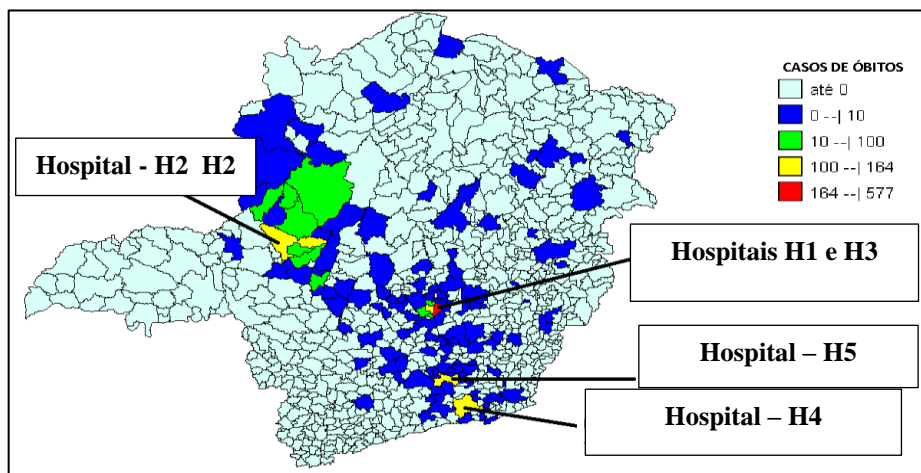 CASOS DE ÓBITOS
até 0
0 --| 10
10 --| 100
100 --| 164
164 --| 577
Hospital - H2 H2
Hospitais H1 e H3
Hospital – H5
Hospital – H4